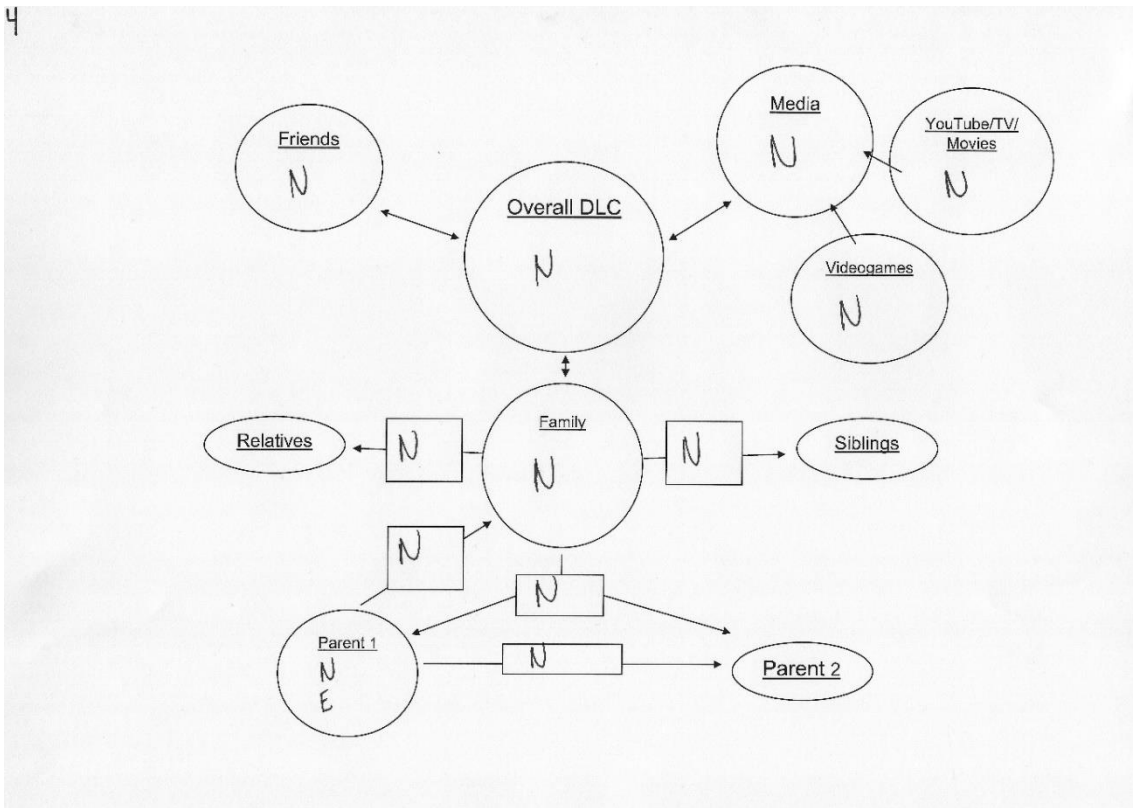 4
Friends
N
Overall DLC
N
Media
N
YouTube/TV/
Movies
N
Videogames
N
Relatives
N
Family
N
N
Siblings
N
N
Parent 1
N
E
N
Parent 2